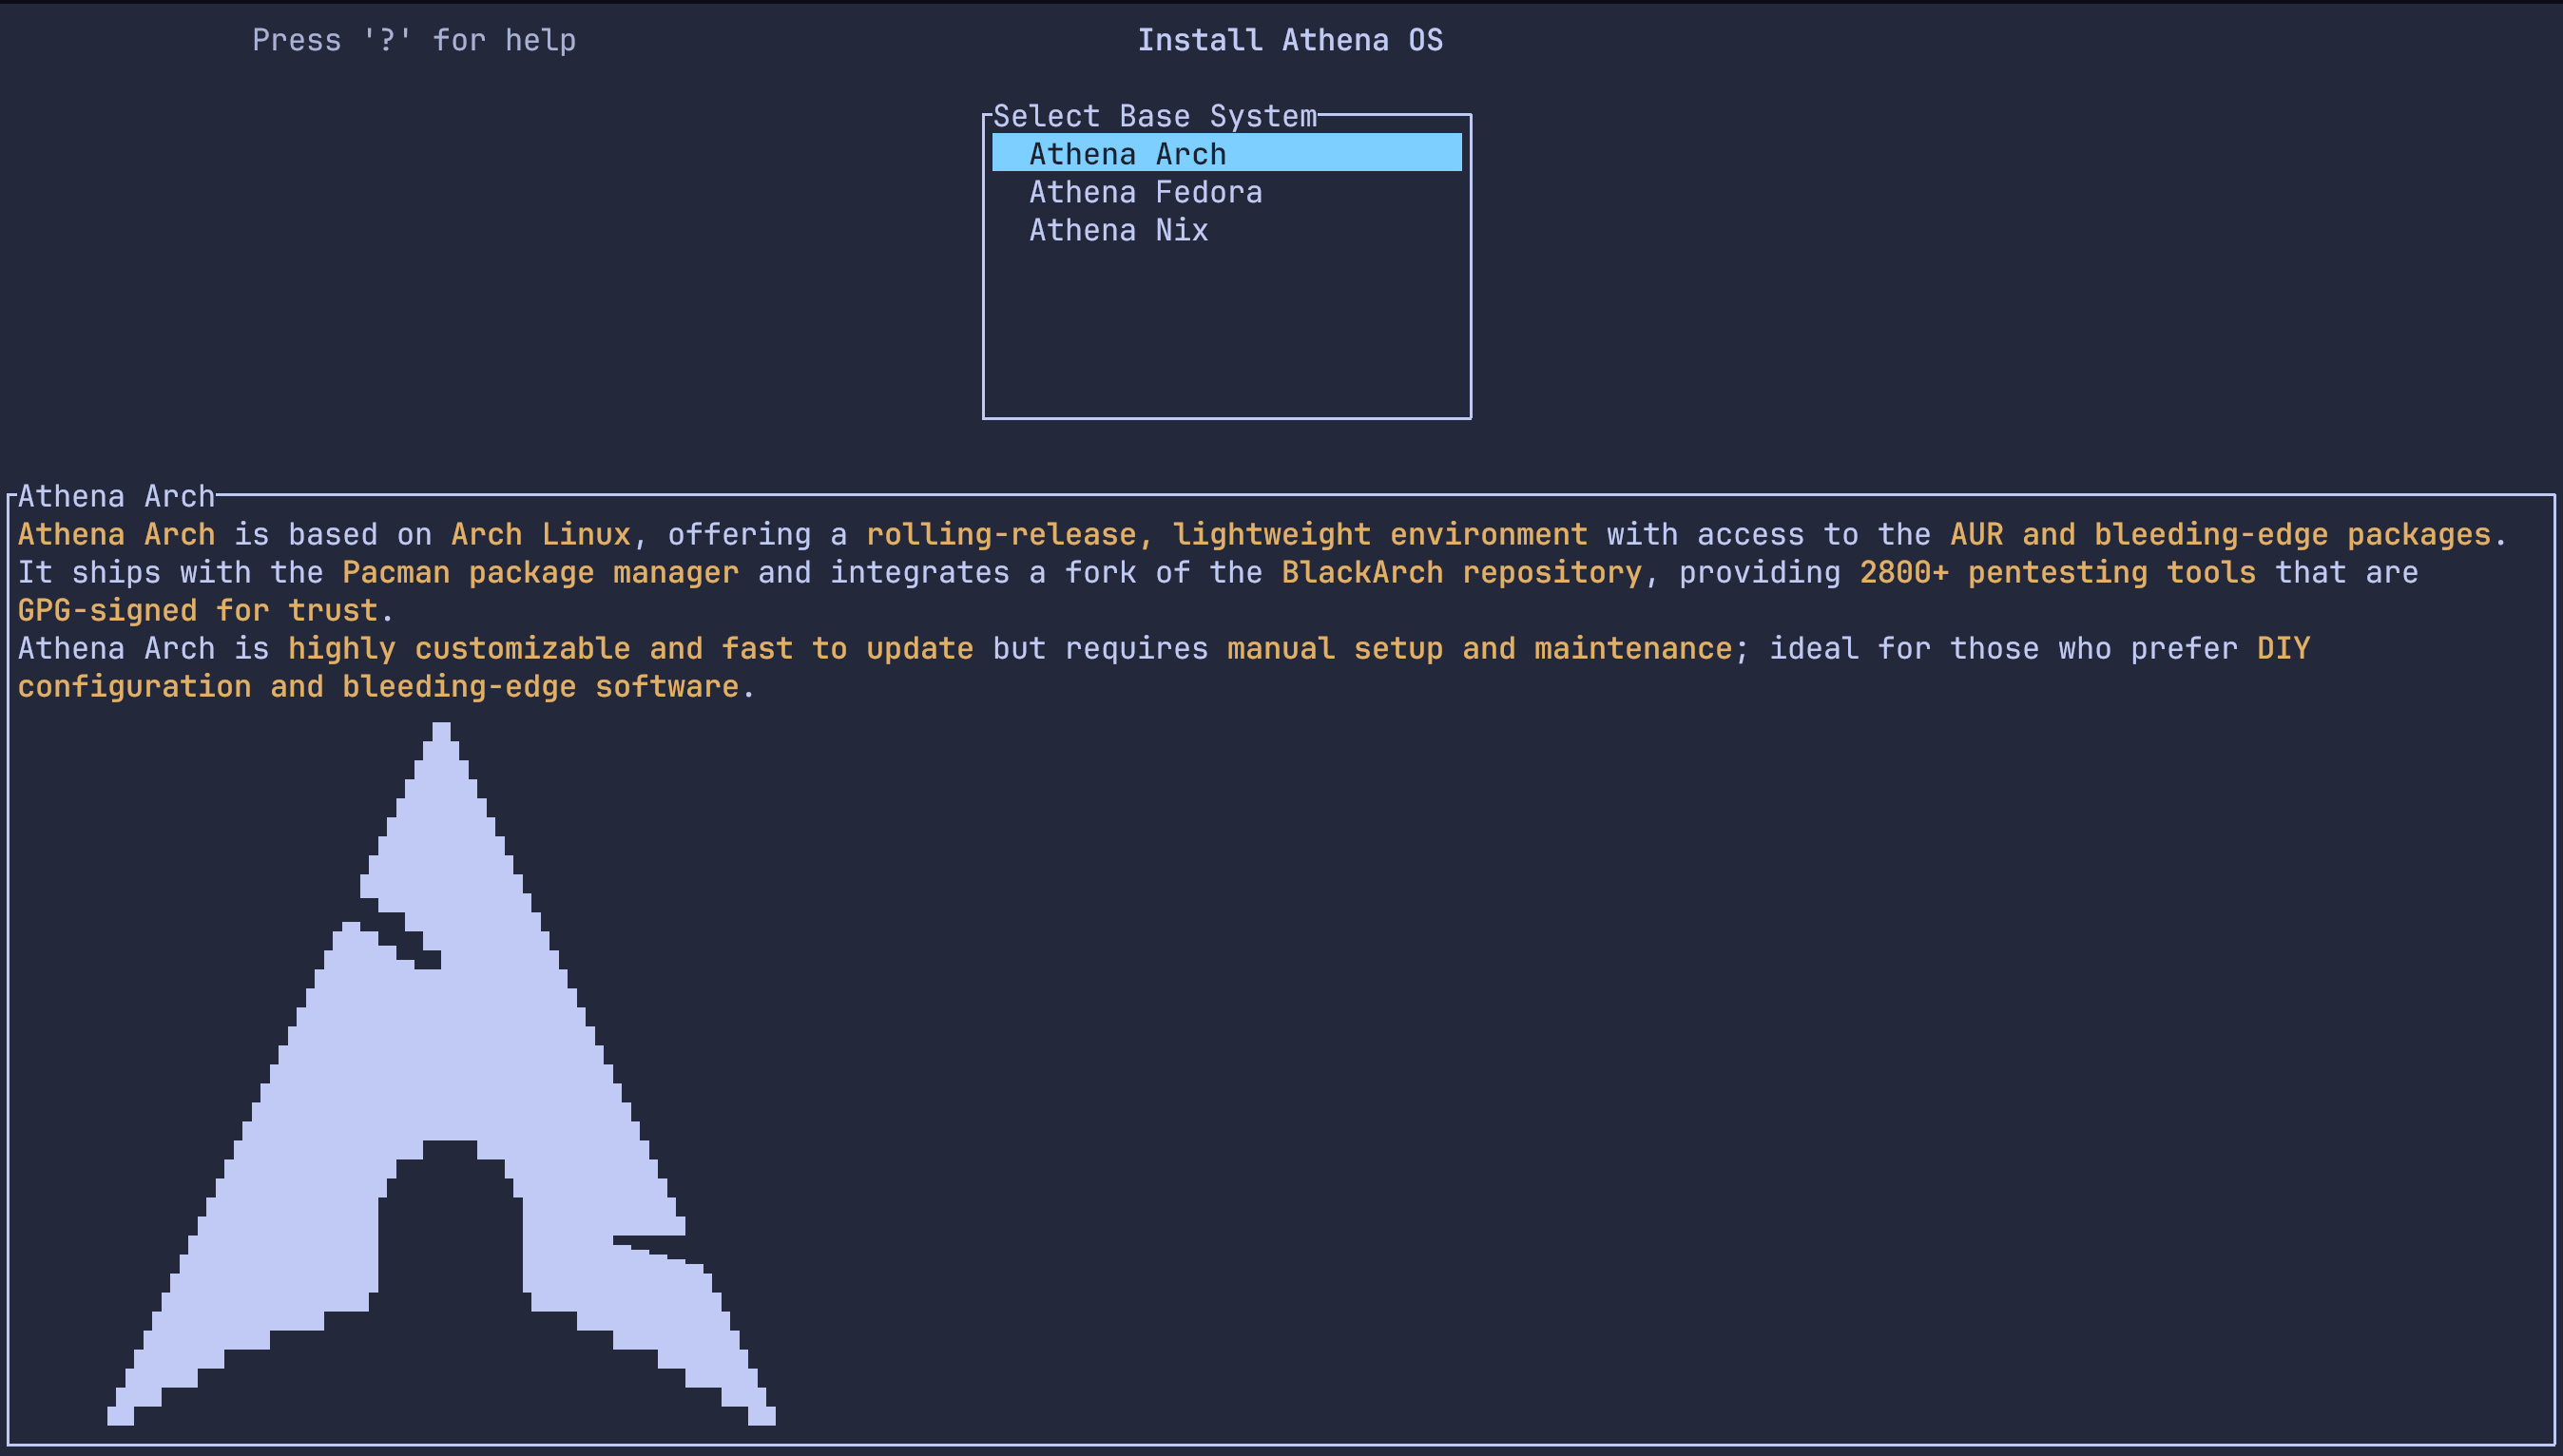 Press '?' for help
Install Athena OS
Select Base System
Athena Arch
Athena Fedora
Athena Nix
Athena Arch
Athena Arch is based on Arch Linux, offering a rolling-release, lightweight environment with access to the AUR and bleeding-edge packages.
It ships with the Pacman package manager and integrates a fork of the BlackArch repository, providing 2800+ pentesting tools that are
GPG-signed for trust.
Athena Arch is highly customizable and fast to update but requires manual setup and maintenance; ideal for those who prefer DIY
configuration and bleeding-edge software.